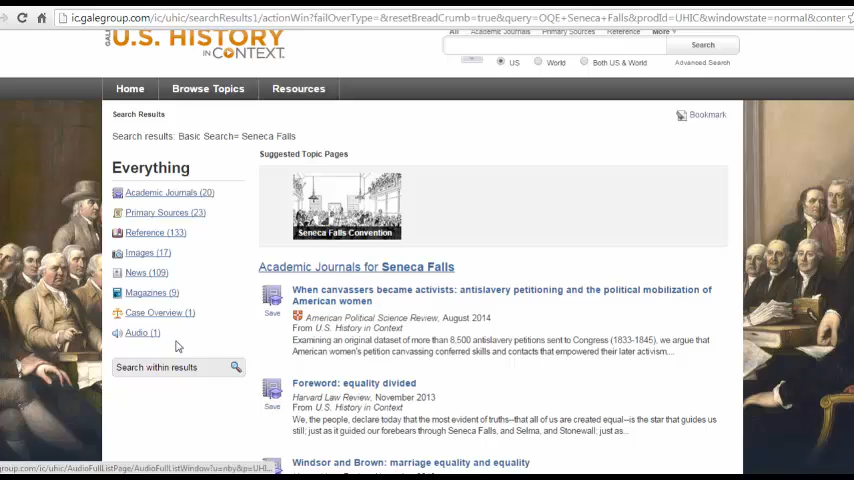 ic.galegroup.com/ic/uhic/searchResults1/actionWin?failOverType=&resetBreadCrumb=true&query=OQE+Seneca+Falls&prodId=UHIC&windowstate=normal&conter
GALE
U.S. HISTORY
IN CONTEXT
All Academic Journals Primary Sources Reference More
Search
US World Both US & World Advanced Search
Home Browse Topics Resources
Search Results
Bookmark
Search results: Basic Search= Seneca Falls
Everything
Academic Journals (20)
Primary Sources (23)
Reference (133)
Images (17)
News (109)
Magazines (9)
Case Overview (1)
Audio (1)
Search within results
Suggested Topic Pages
Seneca Falls Convention
Academic Journals for Seneca Falls
When canvassers became activists: antislavery petitioning and the political mobilization of
American women
Save
American Political Science Review, August 2014
From U.S. History in Context
Examining an original dataset of more than 8,500 antislavery petitions sent to Congress (1833-1845), we argue that
American women's petition canvassing conferred skills and contacts that empowered their later activism...
Foreword: equality divided
Save
Harvard Law Review, November 2013
From U.S. History in Context
We, the people, declare today that the most evident of truths--that all of us are created equal--is the star that guides us
still; just as it guided our forebears through Seneca Falls, and Selma, and Stonewall; just as...
Windsor and Brown: marriage equality and equality
group.com/ic/uhic/AudioFullListPage/AudioFullListWindow?u=nby&p=UHI...